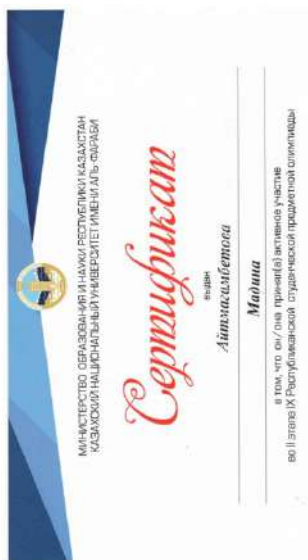 МИНИСТЕРСТВО ОБРАЗОВАНИЯ И НАУКИ РЕСПУБЛИКИ КАЗАХСТАН
КАЗАХСКИЙ НАЦИОНАЛЬНЫЙ УНИВЕРСИТЕТ ИМЕНИ АЛЬ-ФАРАБИ
Сертификат
выдан
Айтмагамбетова
Мадина
в том, что он/она принял(а) активное участие
во II этапе IX Республиканской студенческой предметной олимпиады